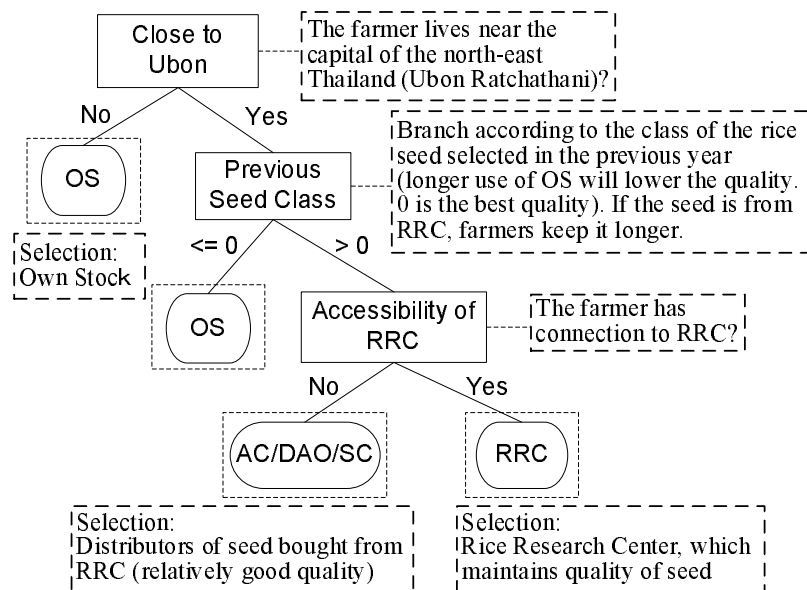 Close to
Ubon
The farmer lives near the
capital of the north-east
Thailand (Ubon Ratchathani)?
No
Yes
OS
Previous
Seed Class
Branch according to the class of the rice
seed selected in the previous year
(longer use of OS will lower the quality.
0 is the best quality). If the seed is from
RRC, farmers keep it longer.
Selection:
Own Stock
<= 0
> 0
OS
Accessibility of
RRC
The farmer has
connection to RRC?
No
Yes
AC/DAO/SC
RRC
Selection:
Distributors of seed bought from
RRC (relatively good quality)
Selection:
Rice Research Center, which
maintains quality of seed